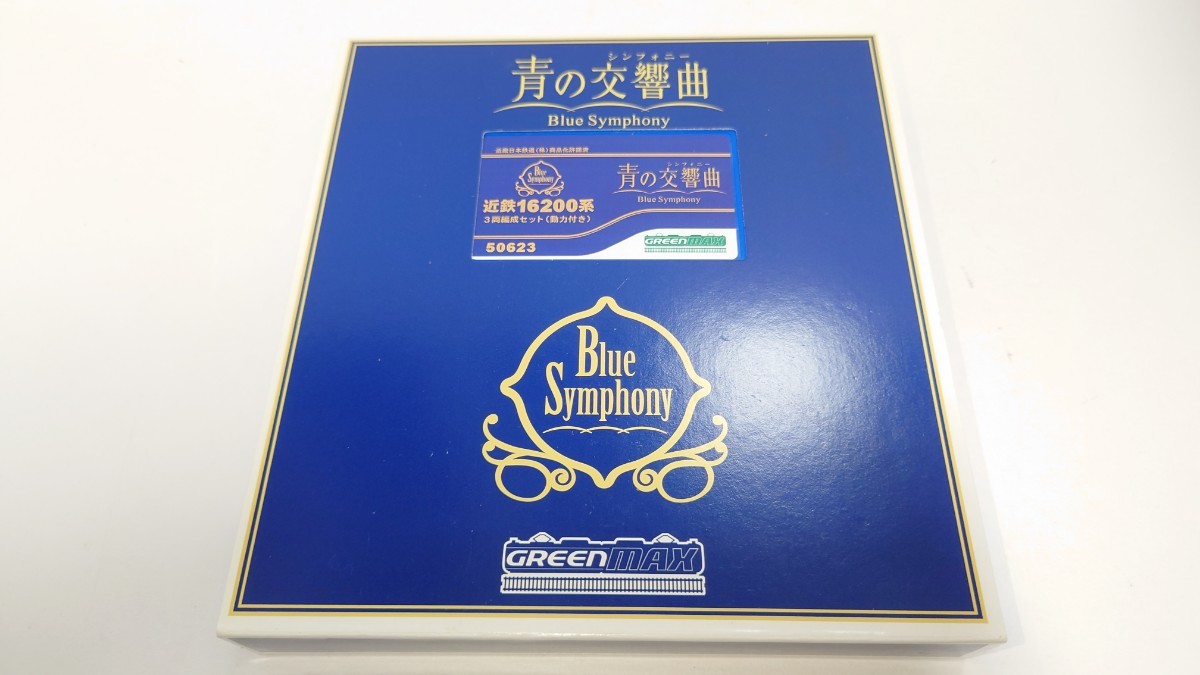 シンフォニー
青の交響曲
Blue Symphony
近畿日本鉄道(株)商品化許諾済
Blue
Symphony
シンフォニー
青の交響曲
Blue Symphony
近鉄16200系
3両編成セット(動力付き)
50623
GREENMAX
Blue
Symphony
GREENMAX